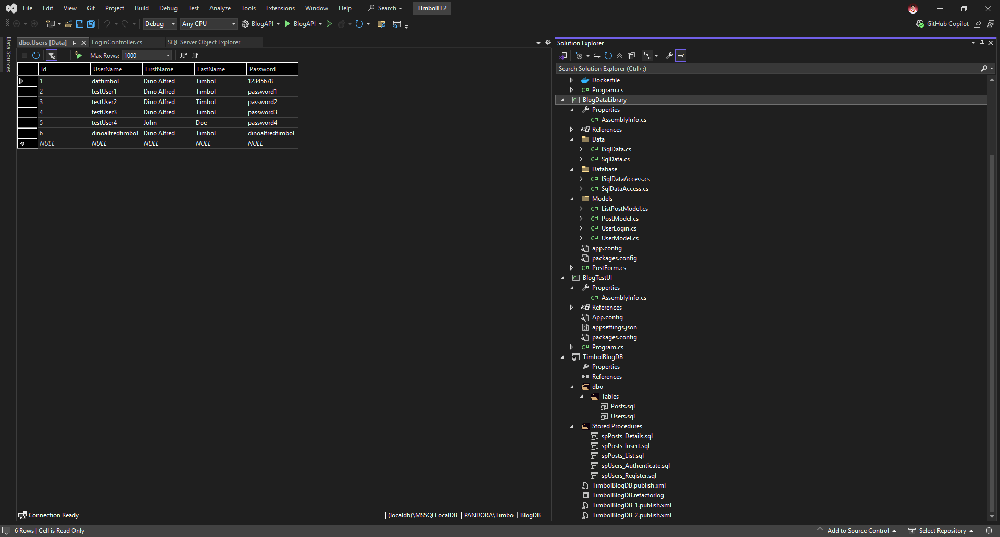 File Edit View Git Project Build Debug Test Analyze Tools Extensions Window Help Search TimbolLE2
Debug Any CPU BlogAPI BlogAPI GitHub Copilot
Data Sources
dbo.Users [Data] LoginController.cs SQL Server Object Explorer
Max Rows: 1000
Id UserName FirstName LastName Password
1 dattimbol Dino Alfred Timbol 12345678
2 testUser1 Dino Alfred Timbol password1
3 testUser2 Dino Alfred Timbol password2
4 testUser3 Dino Alfred Timbol password3
5 testUser4 John Doe password4
6 dinoalfredtimbol Dino Alfred Timbol dinoalfredtimbol
NULL NULL NULL NULL NULL
Connection Ready (localdb)\MSSQLLocalDB PANDORA\Timbo BlogDB
Solution Explorer
Search Solution Explorer (Ctrl+;)
Dockerfile
C# Program.cs
C# BlogDataLibrary
Properties
C# AssemblyInfo.cs
References
Data
C# ISqlData.cs
C# SqlData.cs
Database
C# ISqlDataAccess.cs
C# SqlDataAccess.cs
Models
C# ListPostModel.cs
C# PostModel.cs
C# UserLogin.cs
C# UserModel.cs
app.config
packages.config
C# PostForm.cs
C# BlogTestUI
Properties
C# AssemblyInfo.cs
References
App.config
appsettings.json
packages.config
C# Program.cs
TimbolBlogDB
Properties
References
dbo
Tables
Posts.sql
Users.sql
Stored Procedures
spPosts_Details.sql
spPosts_Insert.sql
spPosts_List.sql
spUsers_Authenticate.sql
spUsers_Register.sql
TimbolBlogDB.publish.xml
TimbolBlogDB.refactorlog
TimbolBlogDB_1.publish.xml
TimbolBlogDB_2.publish.xml
6 Rows | Cell is Read Only Add to Source Control Select Repository